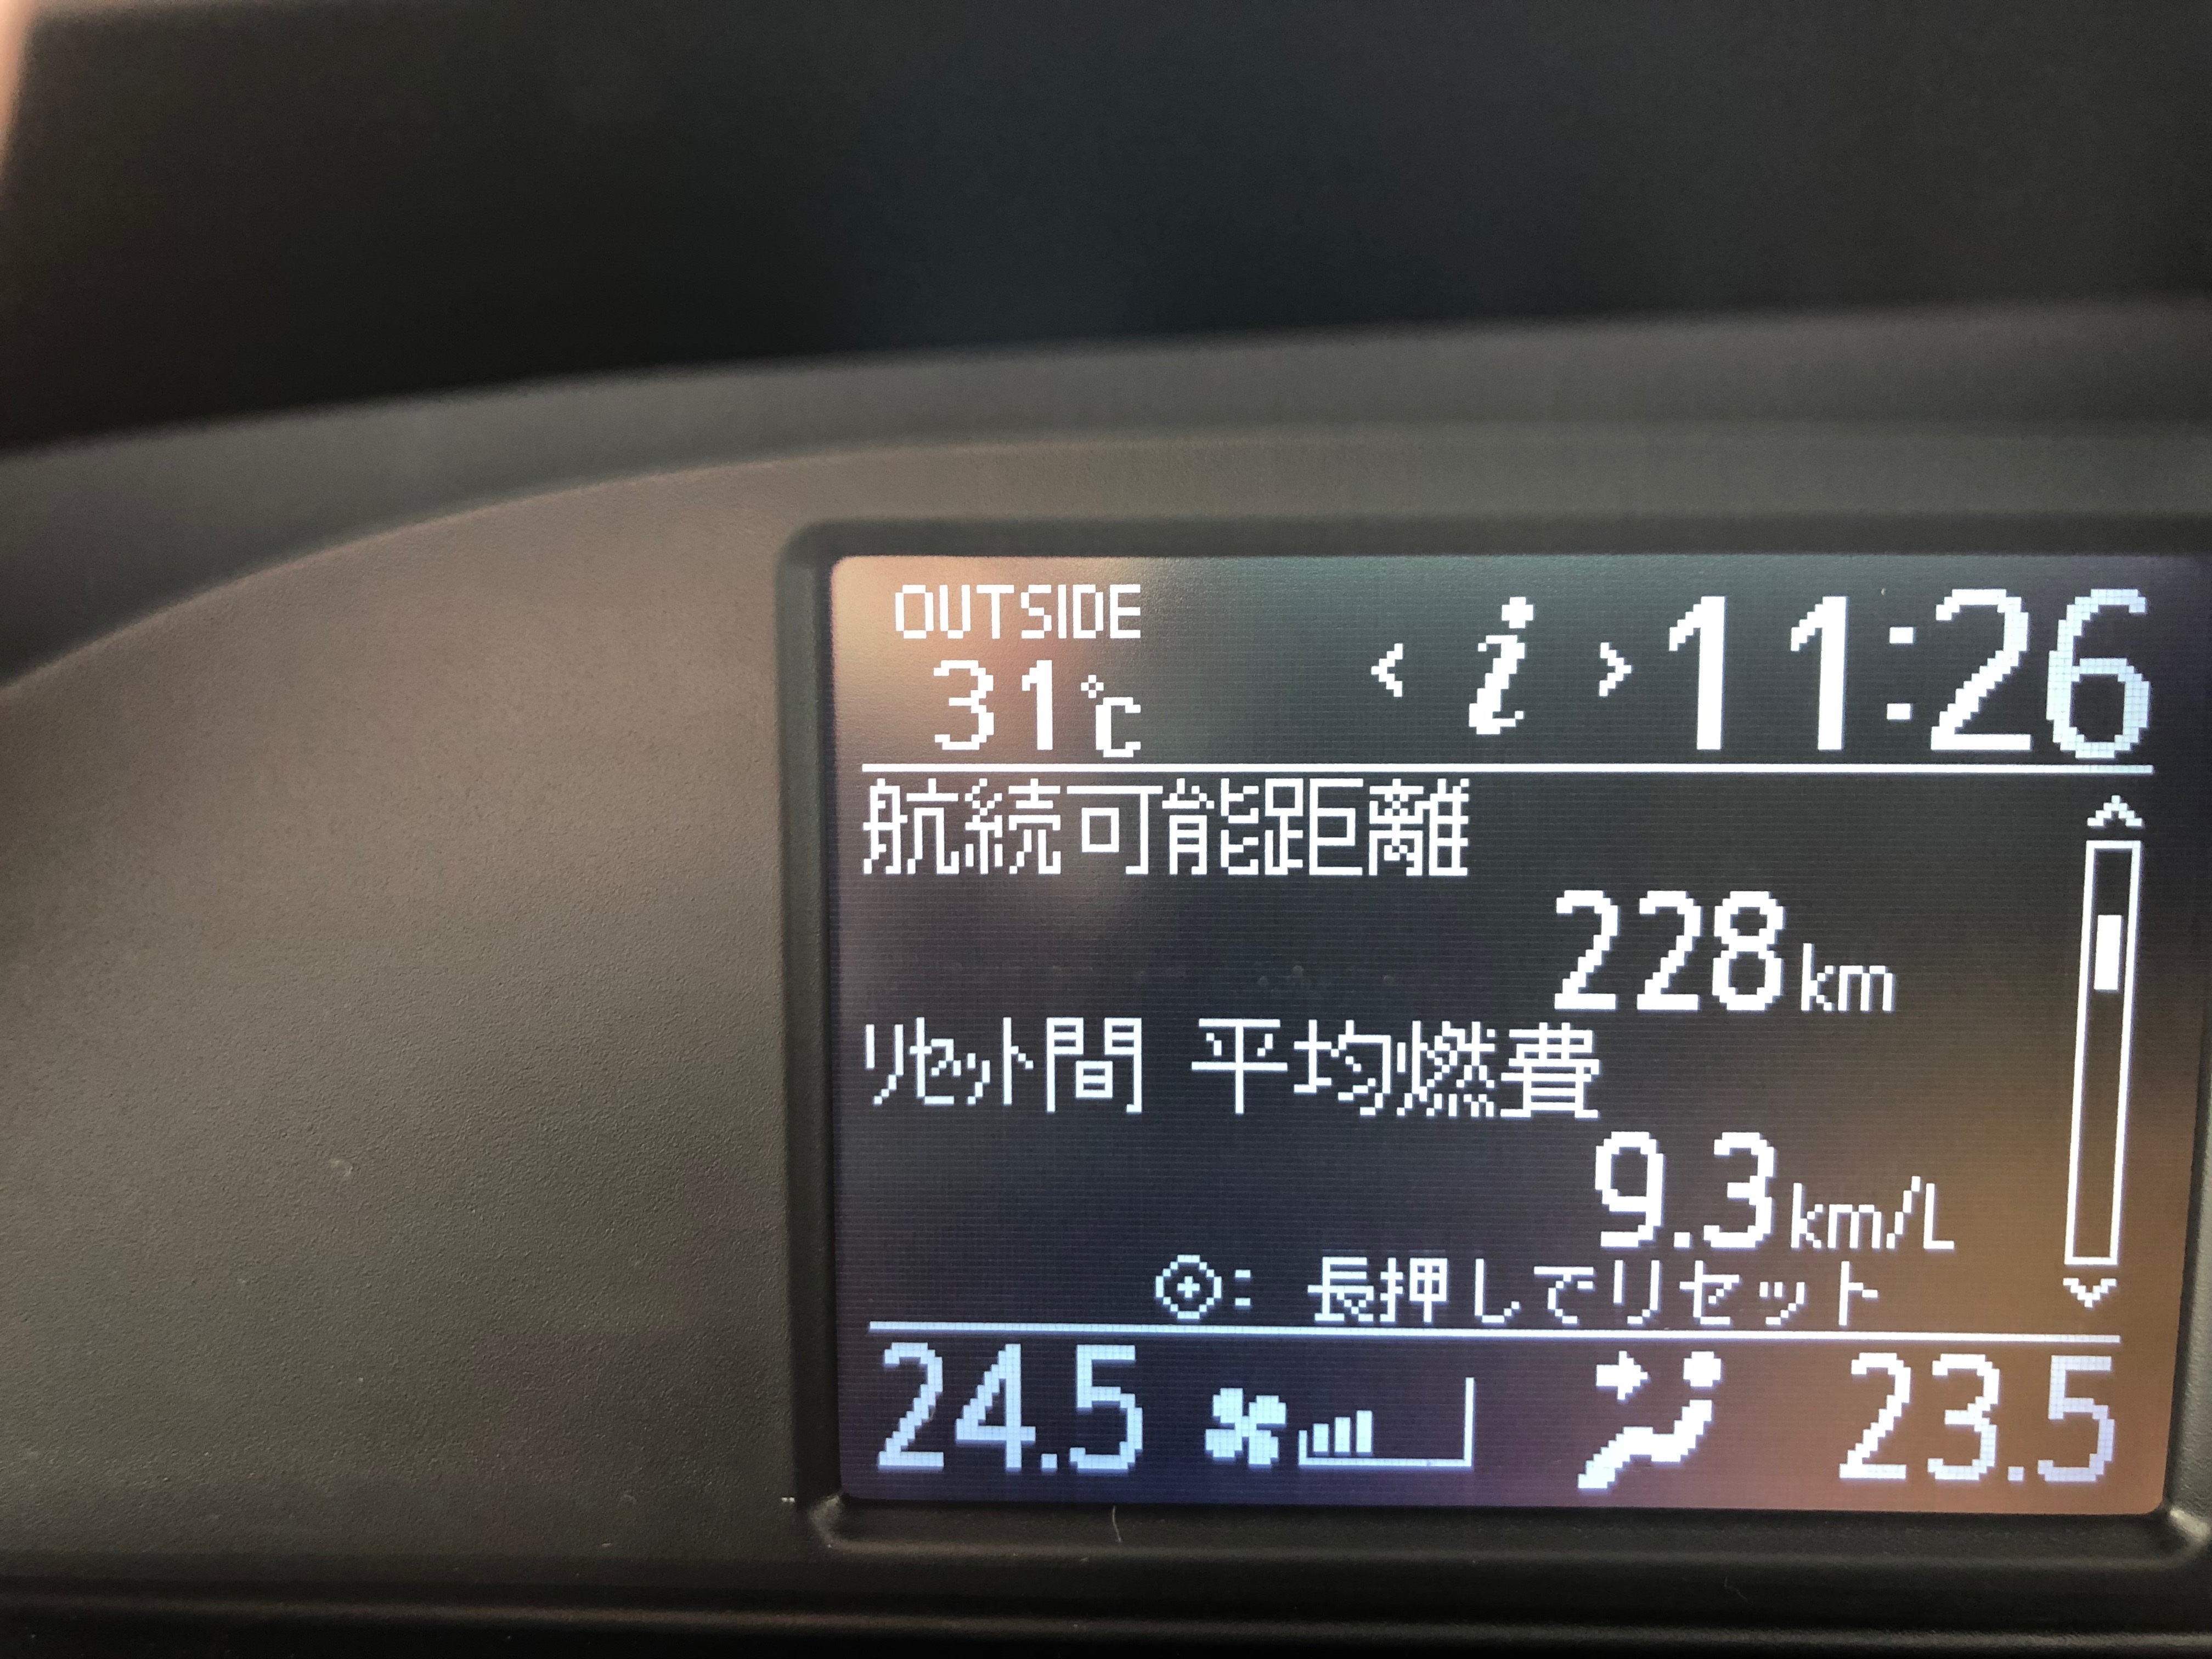 OUTSIDE
31℃
< i > 11:26
航続可能距離
228km
リセット間 平均燃費
9.3km/L
: 長押しでリセット
24.5 23.5